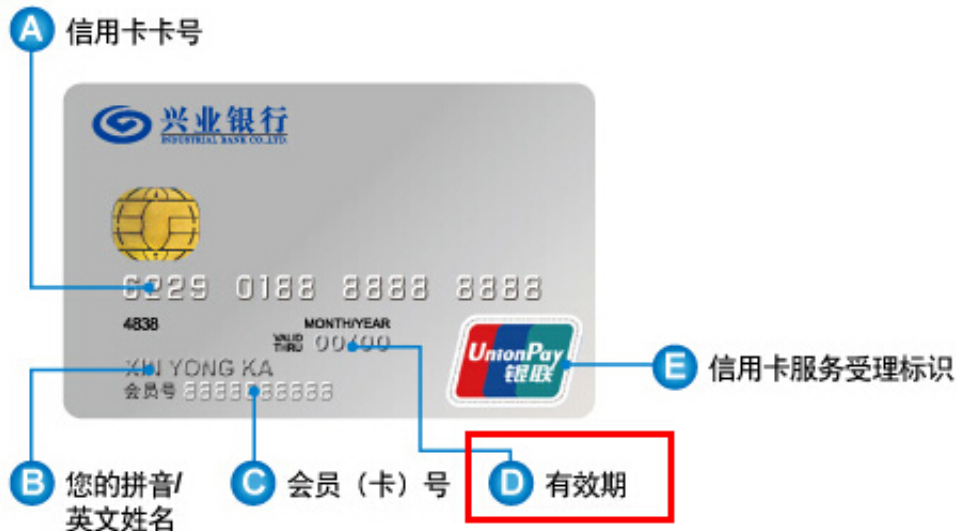 A 信用卡卡号
兴业银行
INDUSTRIAL BANK CO.,LTD.
6229 0188 8888 8888
4838
MONTH/YEAR
VALID THRU 00/00
XIN YONG KA
会员号 8888888888
UnionPay
银联
E 信用卡服务受理标识
B 您的拼音/
英文姓名
C 会员（卡）号
D 有效期